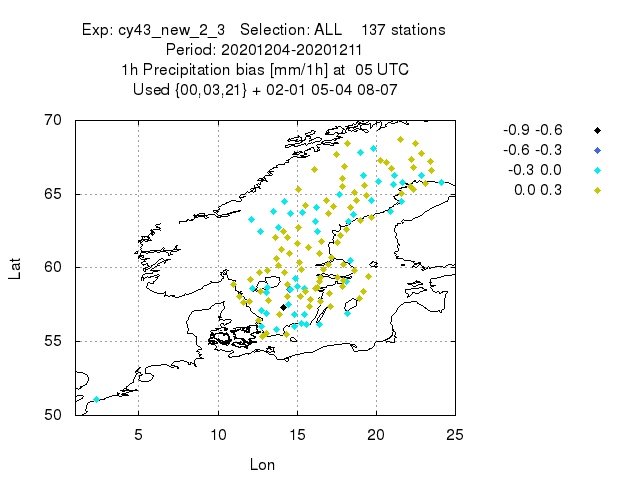 Exp: cy43_new_2_3   Selection: ALL    137 stations
Period: 20201204-20201211
1h Precipitation bias [mm/1h] at  05 UTC
Used {00,03,21} + 02-01 05-04 08-07
70
65
60
55
50
Lat
5
10
15
20
25
Lon
-0.9 -0.6
-0.6 -0.3
-0.3 0.0
0.0 0.3